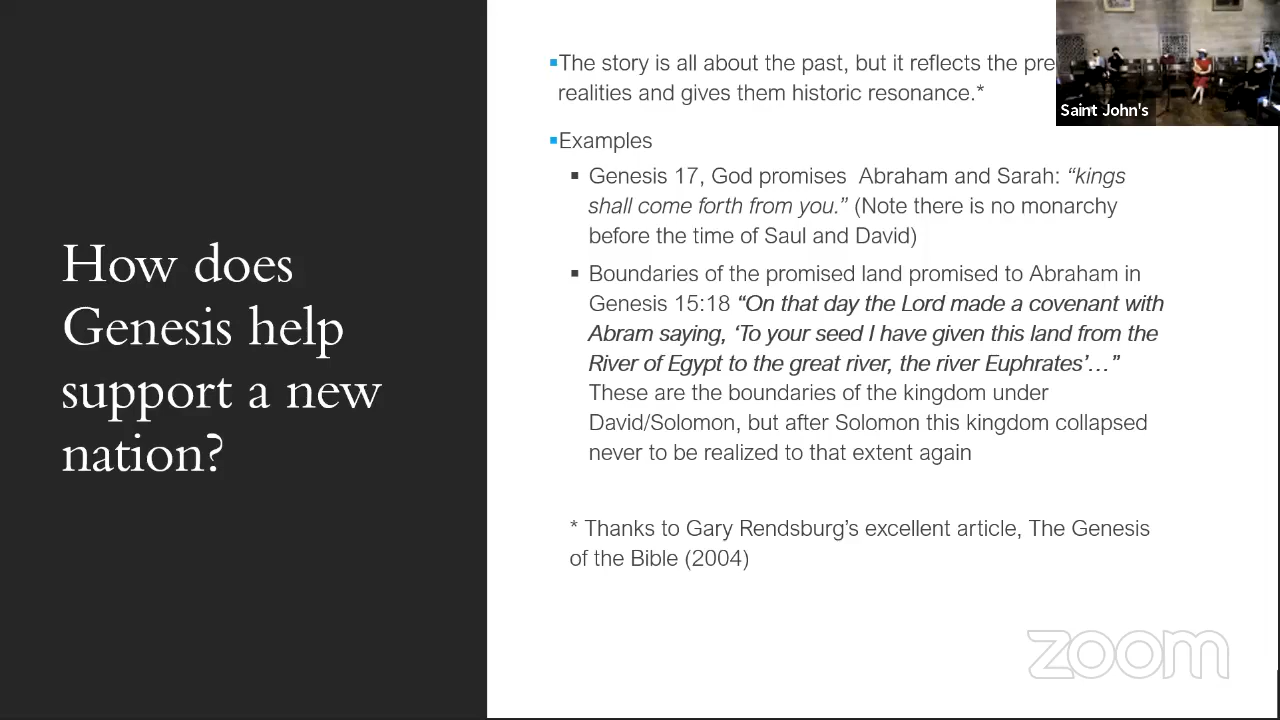 How does
Genesis help
support a new
nation?
▪The story is all about the past, but it reflects the
realities and gives them historic resonance.*
▪Examples
▪ Genesis 17, God promises  Abraham and Sarah: “kings
shall come forth from you.” (Note there is no monarchy
before the time of Saul and David)
▪ Boundaries of the promised land promised to Abraham in
Genesis 15:18 “On that day the Lord made a covenant with
Abram saying, ‘To your seed I have given this land from the
River of Egypt to the great river, the river Euphrates’…”
These are the boundaries of the kingdom under
David/Solomon, but after Solomon this kingdom collapsed
never to be realized to that extent again
* Thanks to Gary Rendsburg’s excellent article, The Genesis
of the Bible (2004)
Saint John's
zoom